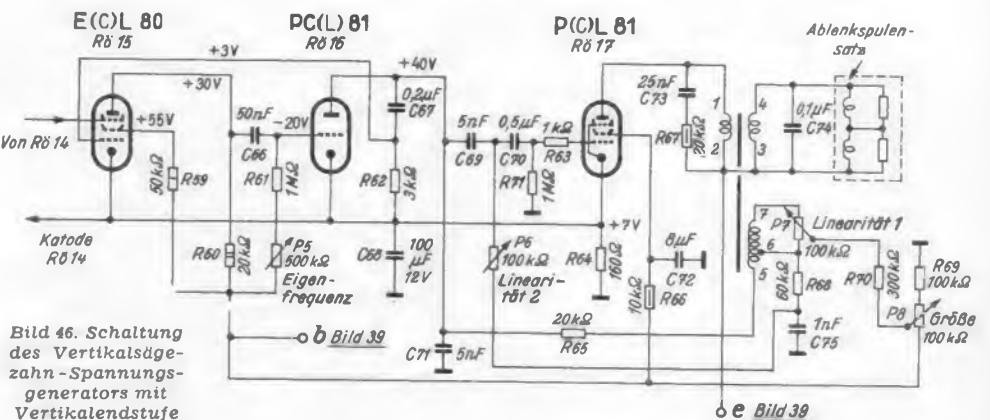 E(C)L 80
Rö 15
PC(L) 81
Rö 16
P(C)L 81
Rö 17
Ablenkspulen-
satz
+3V
+30V
+55V
+40V
-20V
Von Rö 14
50nF
C66
0,2µF
C67
5nF
C69
0,5µF
C70
1kΩ
R63
25nF
C73
R67
20kΩ
1
2
4
3
0,1µF
C74
50kΩ
R59
R61
1MΩ
R62
3kΩ
R71
1MΩ
+7V
Katode
Rö 14
R60
20kΩ
P5
500kΩ
Eigen-
frequenz
C68
100
µF
12V
P6
100kΩ
Lineari-
tät 2
R64
160Ω
8µF
C72
10kΩ
R66
7
6
5
P7
100kΩ
Linearität 1
60kΩ
R68
R70
300kΩ
R69
100kΩ
P8
Größe
100kΩ
1nF
C75
20kΩ
R65
C71
5nF
b Bild 39
e Bild 39
Bild 46. Schaltung
des Vertikalsäge-
zahn-Spannungs-
generators mit
Vertikalendstufe